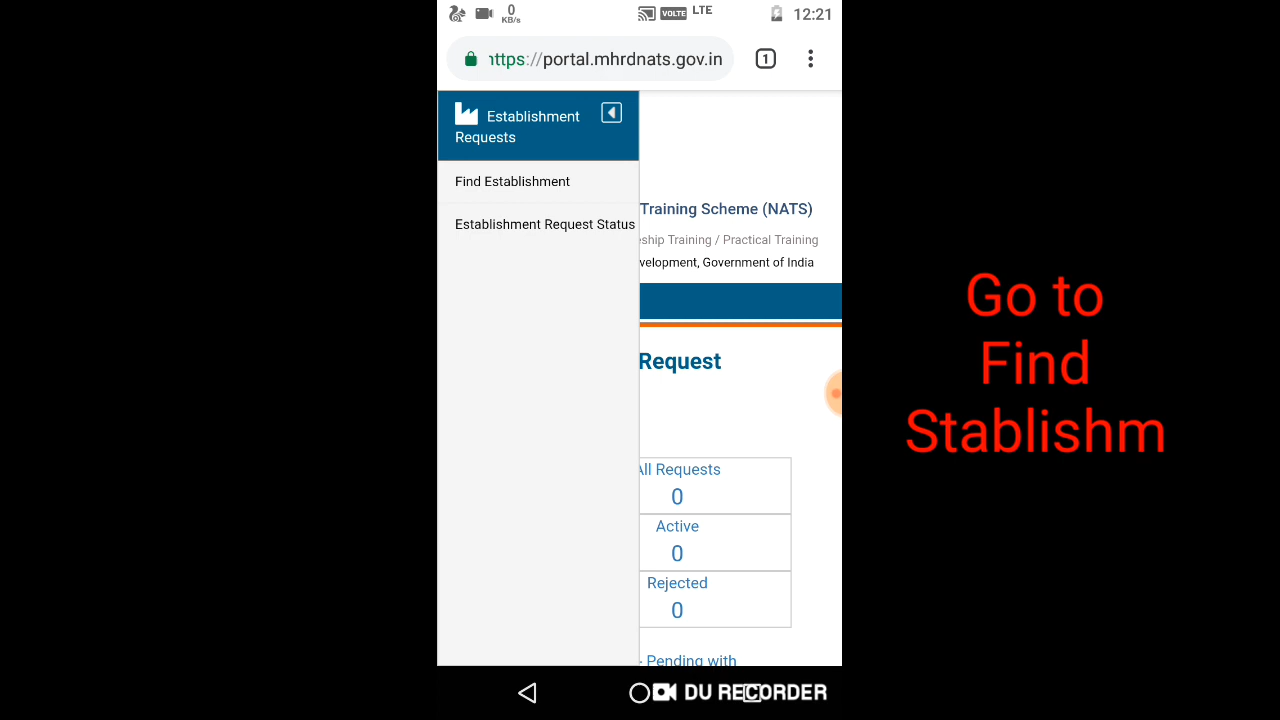 0
KB/s
VOLTE
LTE
12:21
https://portal.mhrdnats.gov.in
1
Establishment
Requests
Find Establishment
Establishment Request Status
Training Scheme (NATS)
eship Training / Practical Training
velopment, Government of India
Request
All Requests
0
Active
0
Rejected
0
- Pending with
Go to
Find
Stablishm
DU RECORDER